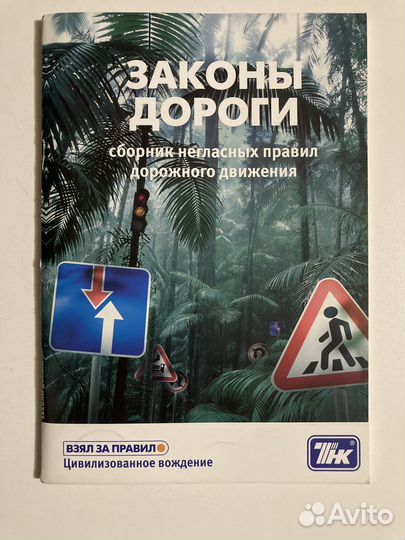 ЗАКОНЫ
ДОРОГИ
сборник негласных правил
дорожного движения
ВЗЯЛ ЗА ПРАВИЛО
Цивилизованное вождение
ТНК®
Avito